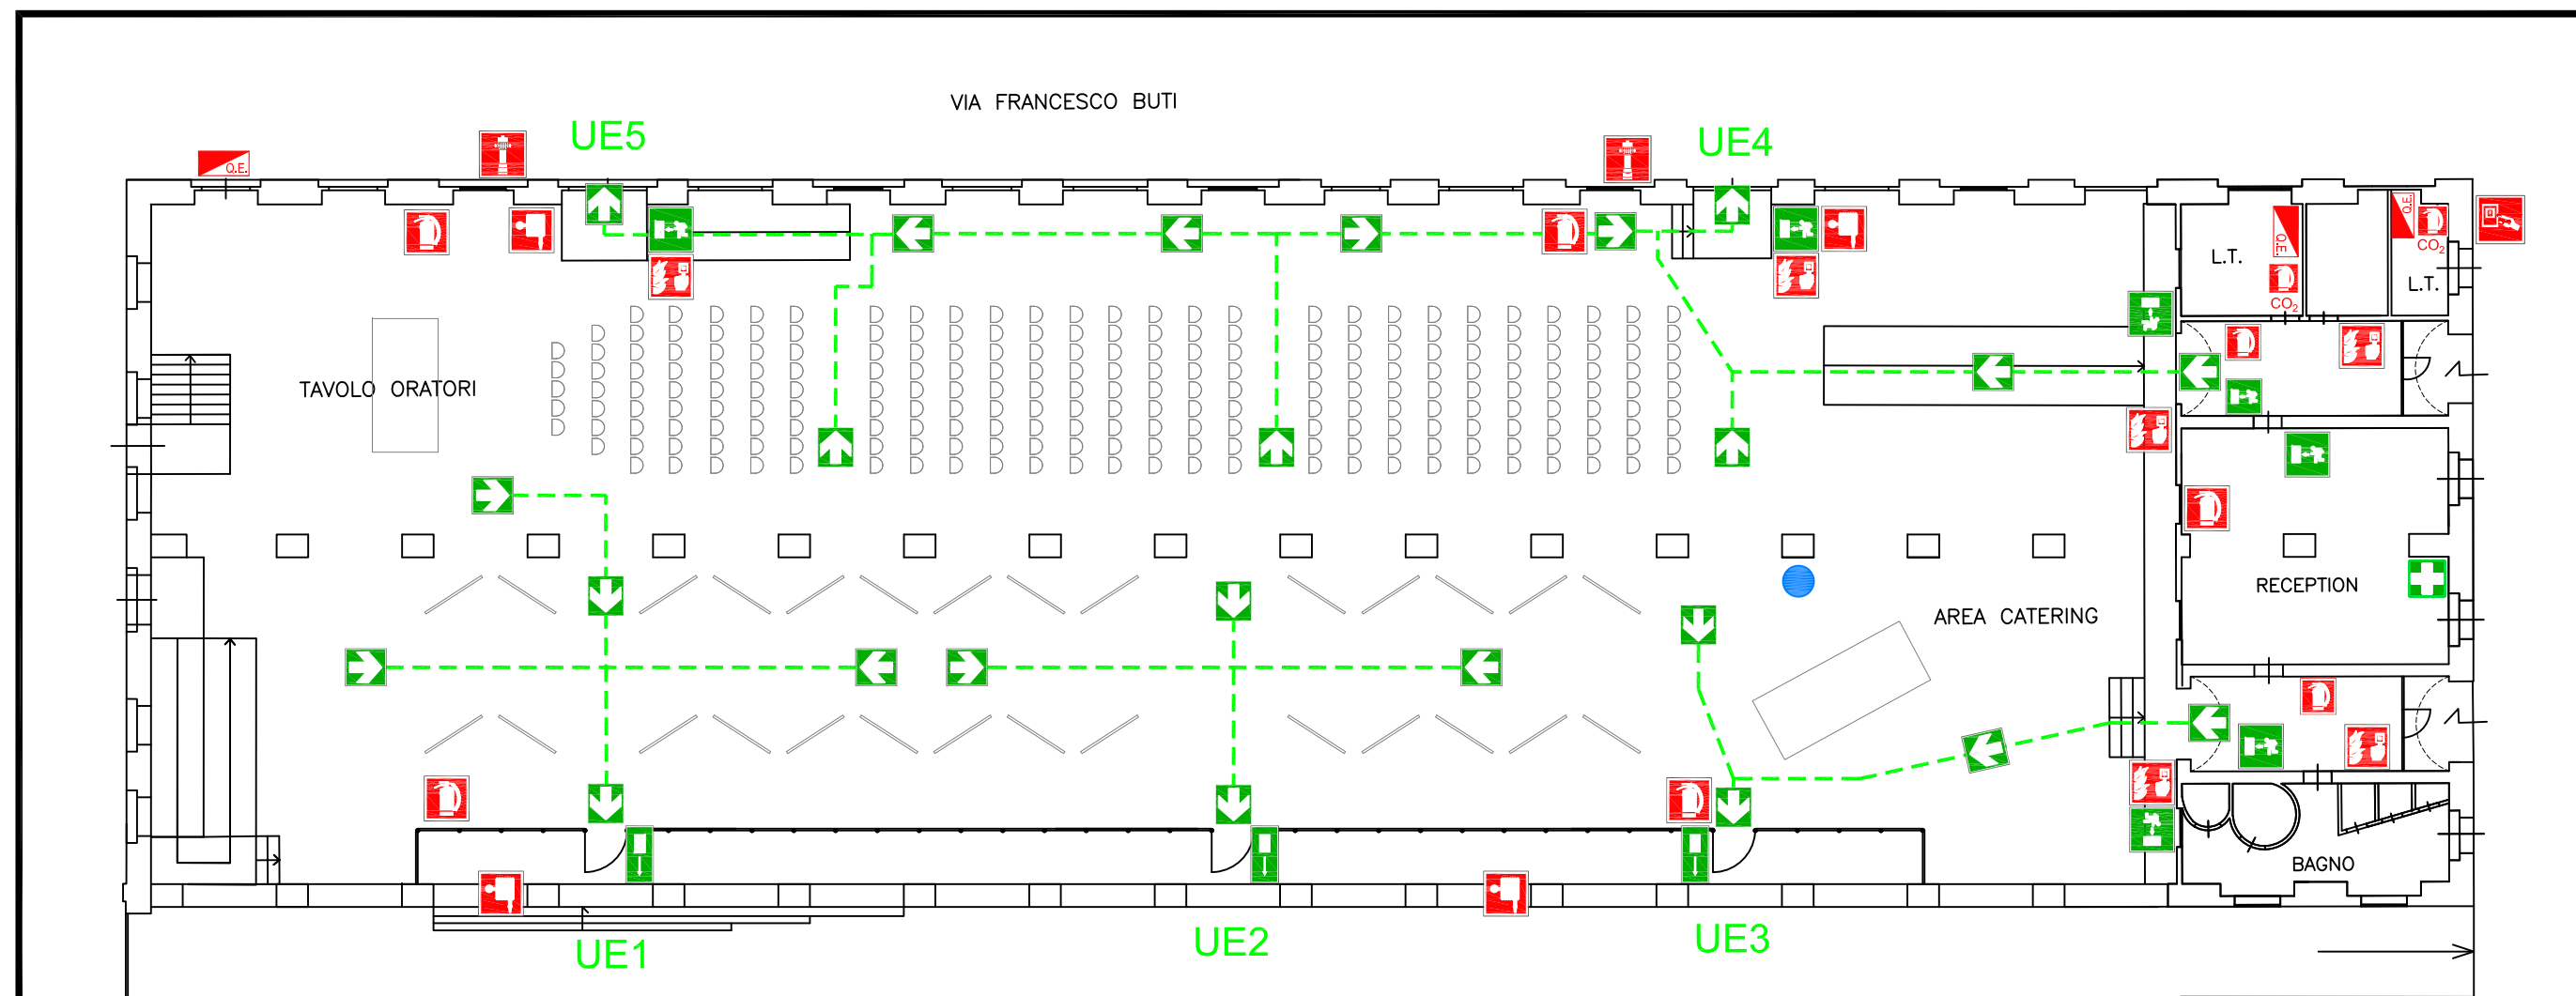 VIA FRANCESCO BUTI
UE5
UE4
Q.E.
Q.E.
Q.E.
CO2
L.T.
L.T.
CO2
TAVOLO ORATORI
RECEPTION
AREA CATERING
BAGNO
UE1
UE2
UE3